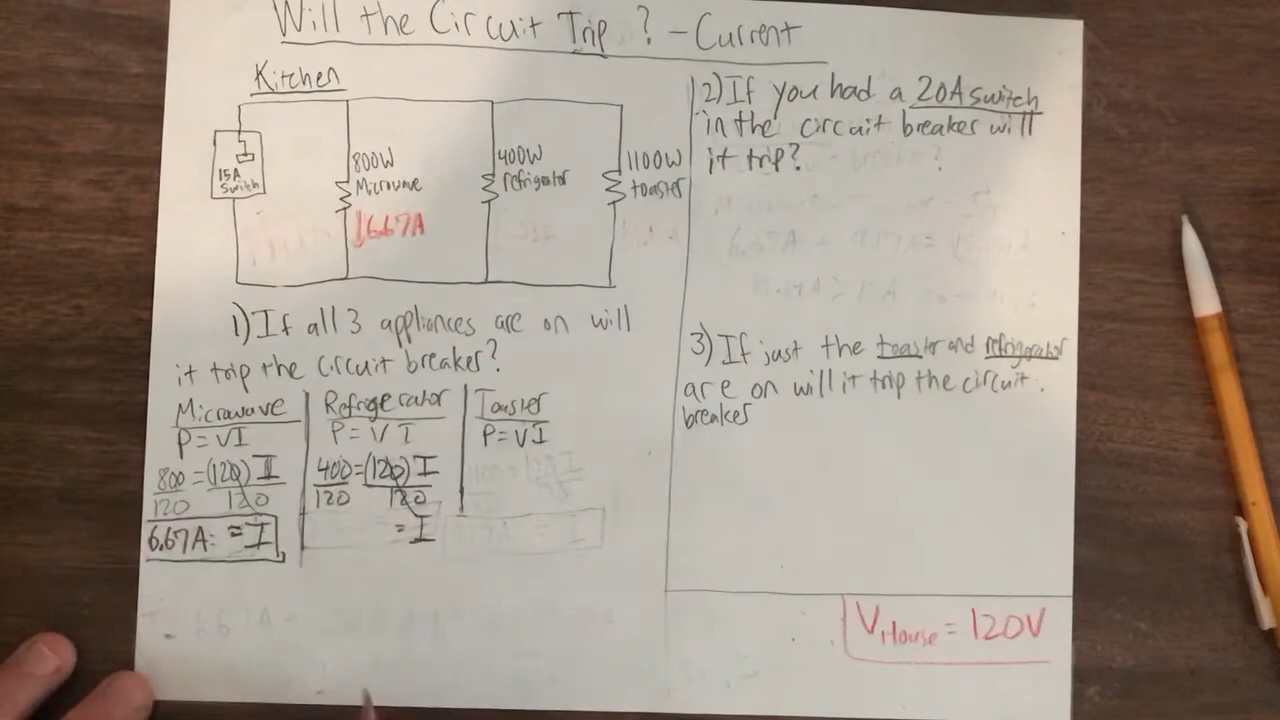 Will the Circuit Trip? - Current
Kitchen
15A
Switch
800W
Microwave
6.67A
400W
refrigerator
1100W
toaster
1) If all 3 appliances are on will
it trip the circuit breaker?
Microwave
P = VI
800 = (120) I
120 120
6.67A = I
Refrigerator
P = VI
400 = (120) I
120 120
= I
Toaster
P = VI
2) If you had a 20A switch
in the circuit breaker will
it trip?
3) If just the toaster and refrigorator
are on will it trip the circuit.
breaker
VHouse = 120V